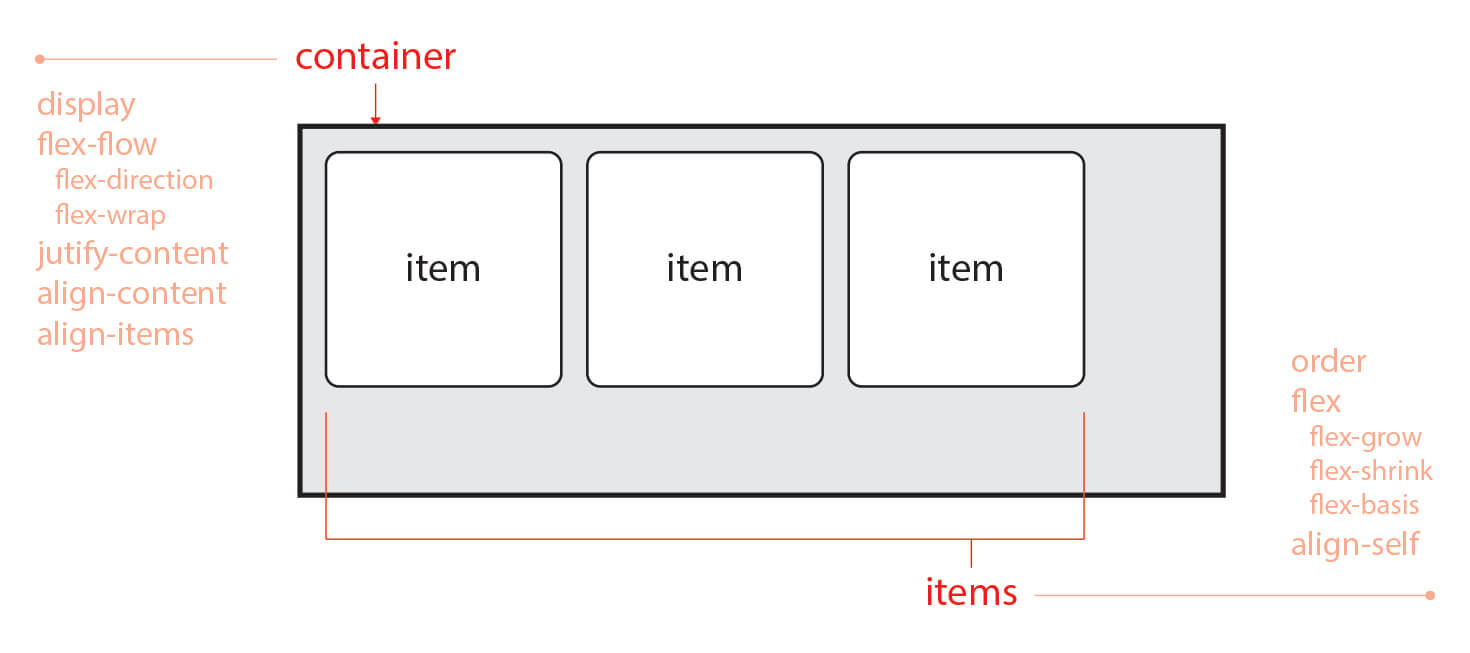 container
display
flex-flow
flex-direction
flex-wrap
jutify-content
align-content
align-items
item item item
order
flex
flex-grow
flex-shrink
flex-basis
align-self
items